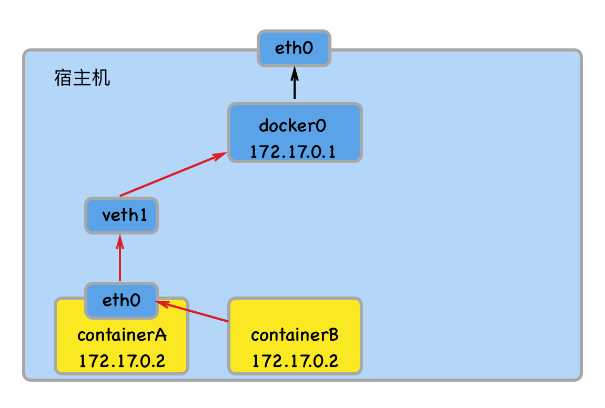 eth0
宿主机
docker0
172.17.0.1
veth1
eth0
containerA
172.17.0.2
containerB
172.17.0.2